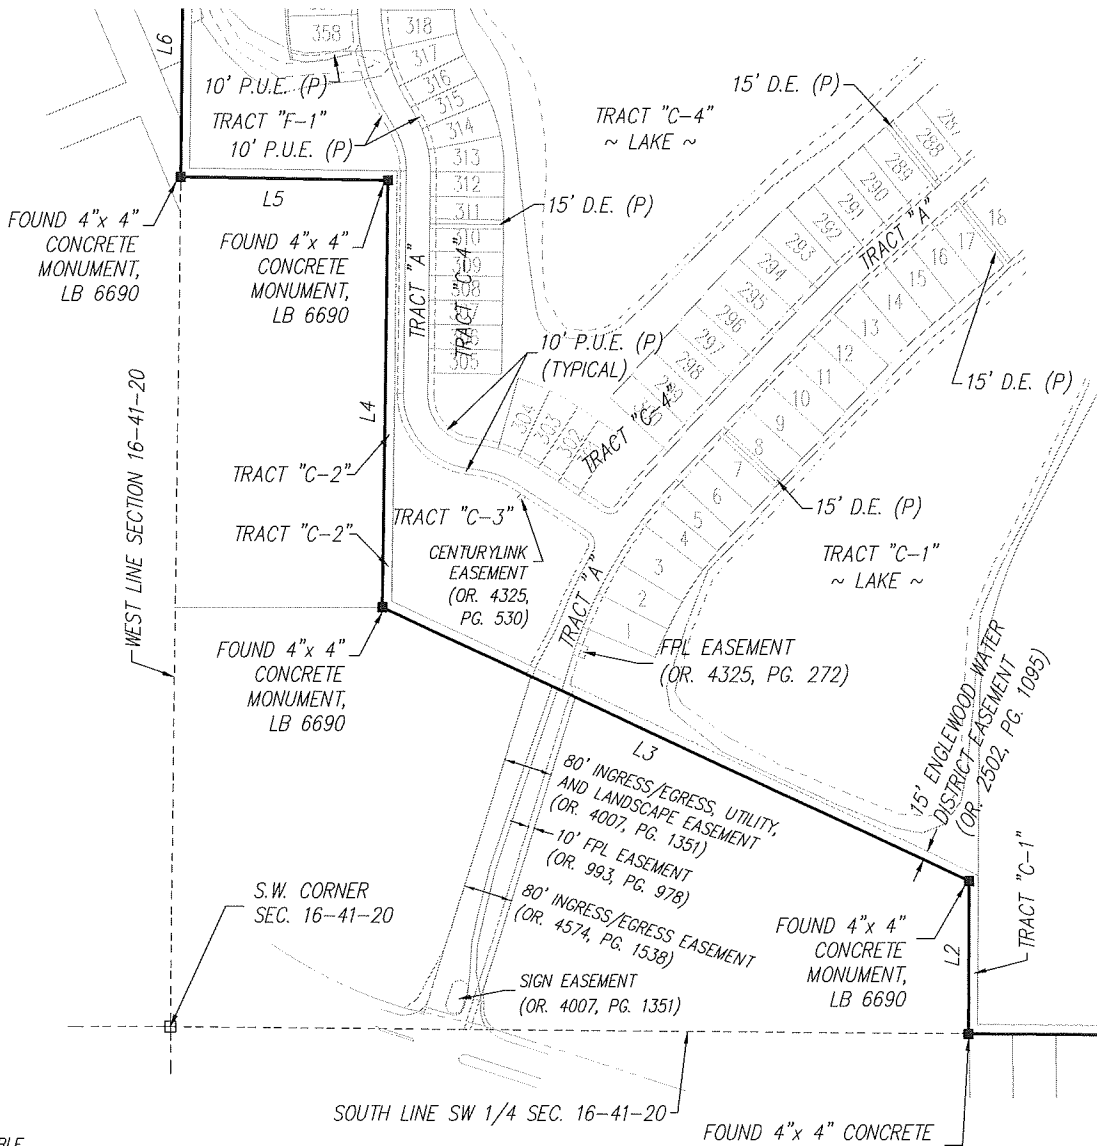 L6
358
318
317
316
315
314
313
312
311
310
309
308
305
10' P.U.E. (P)
TRACT "F-1"
10' P.U.E. (P)
TRACT "C-4"
~ LAKE ~
15' D.E. (P)
287
288
289
290
291
292
293
294
295
296
297
298
TRACT "A"
18
17
16
15
14
13
12
11
10
9
8
7
6
5
4
3
2
1
L5
FOUND 4"x 4"
CONCRETE
MONUMENT,
LB 6690
FOUND 4"x 4"
CONCRETE
MONUMENT,
LB 6690
15' D.E. (P)
TRACT "A"
TRACT "C-4"
10' P.U.E. (P)
(TYPICAL)
15' D.E. (P)
304
303
302
TRACT "C-4"
WEST LINE SECTION 16-41-20
L4
TRACT "C-2"
TRACT "C-2"
TRACT "C-3"
CENTURYLINK
EASEMENT
(OR. 4325,
PG. 530)
TRACT "A"
15' D.E. (P)
TRACT "C-1"
~ LAKE ~
FOUND 4"x 4"
CONCRETE
MONUMENT,
LB 6690
FPL EASEMENT
(OR. 4325, PG. 272)
L3
15' ENGLEWOOD WATER
DISTRICT EASEMENT
(OR. 2502, PG. 1095)
80' INGRESS/EGRESS, UTILITY,
AND LANDSCAPE EASEMENT
(OR. 4007, PG. 1351)
10' FPL EASEMENT
(OR. 993, PG. 978)
80' INGRESS/EGRESS EASEMENT
(OR. 4574, PG. 1538)
SIGN EASEMENT
(OR. 4007, PG. 1351)
S.W. CORNER
SEC. 16-41-20
FOUND 4"x 4"
CONCRETE
MONUMENT,
LB 6690
L2
TRACT "C-1"
SOUTH LINE SW 1/4 SEC. 16-41-20
FOUND 4"x 4" CONCRETE